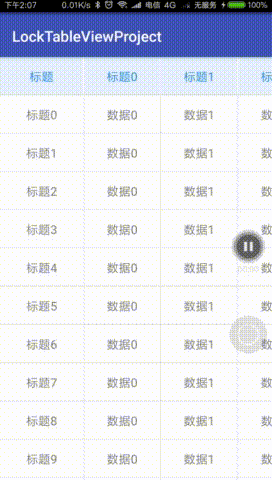 下午2:07 0.01K/s 电信 4G 无服务 100%
LockTableViewProject
标题 标题0 标题1 标
标题0 数据0 数据1 数
标题1 数据0 数据1 数
标题2 数据0 数据1 数
标题3 数据0 数据1 数
标题4 数据0 数据1 数
标题5 数据0 数据1 数
标题6 数据0 数据1 数
标题7 数据0 数据1 数
标题8 数据0 数据1 数
标题9 数据0 数据1 数